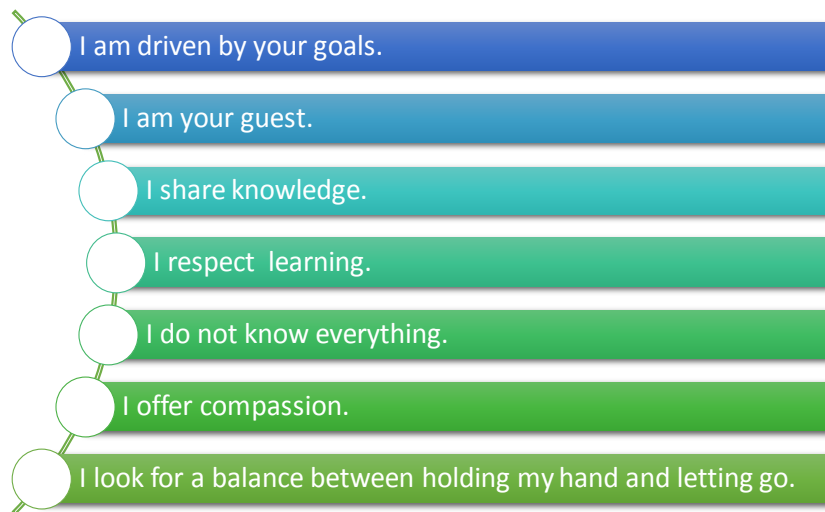 I am driven by your goals.
I am your guest.
I share knowledge.
I respect  learning.
I do not know everything.
I offer compassion.
I look for a balance between holding my hand and letting go.